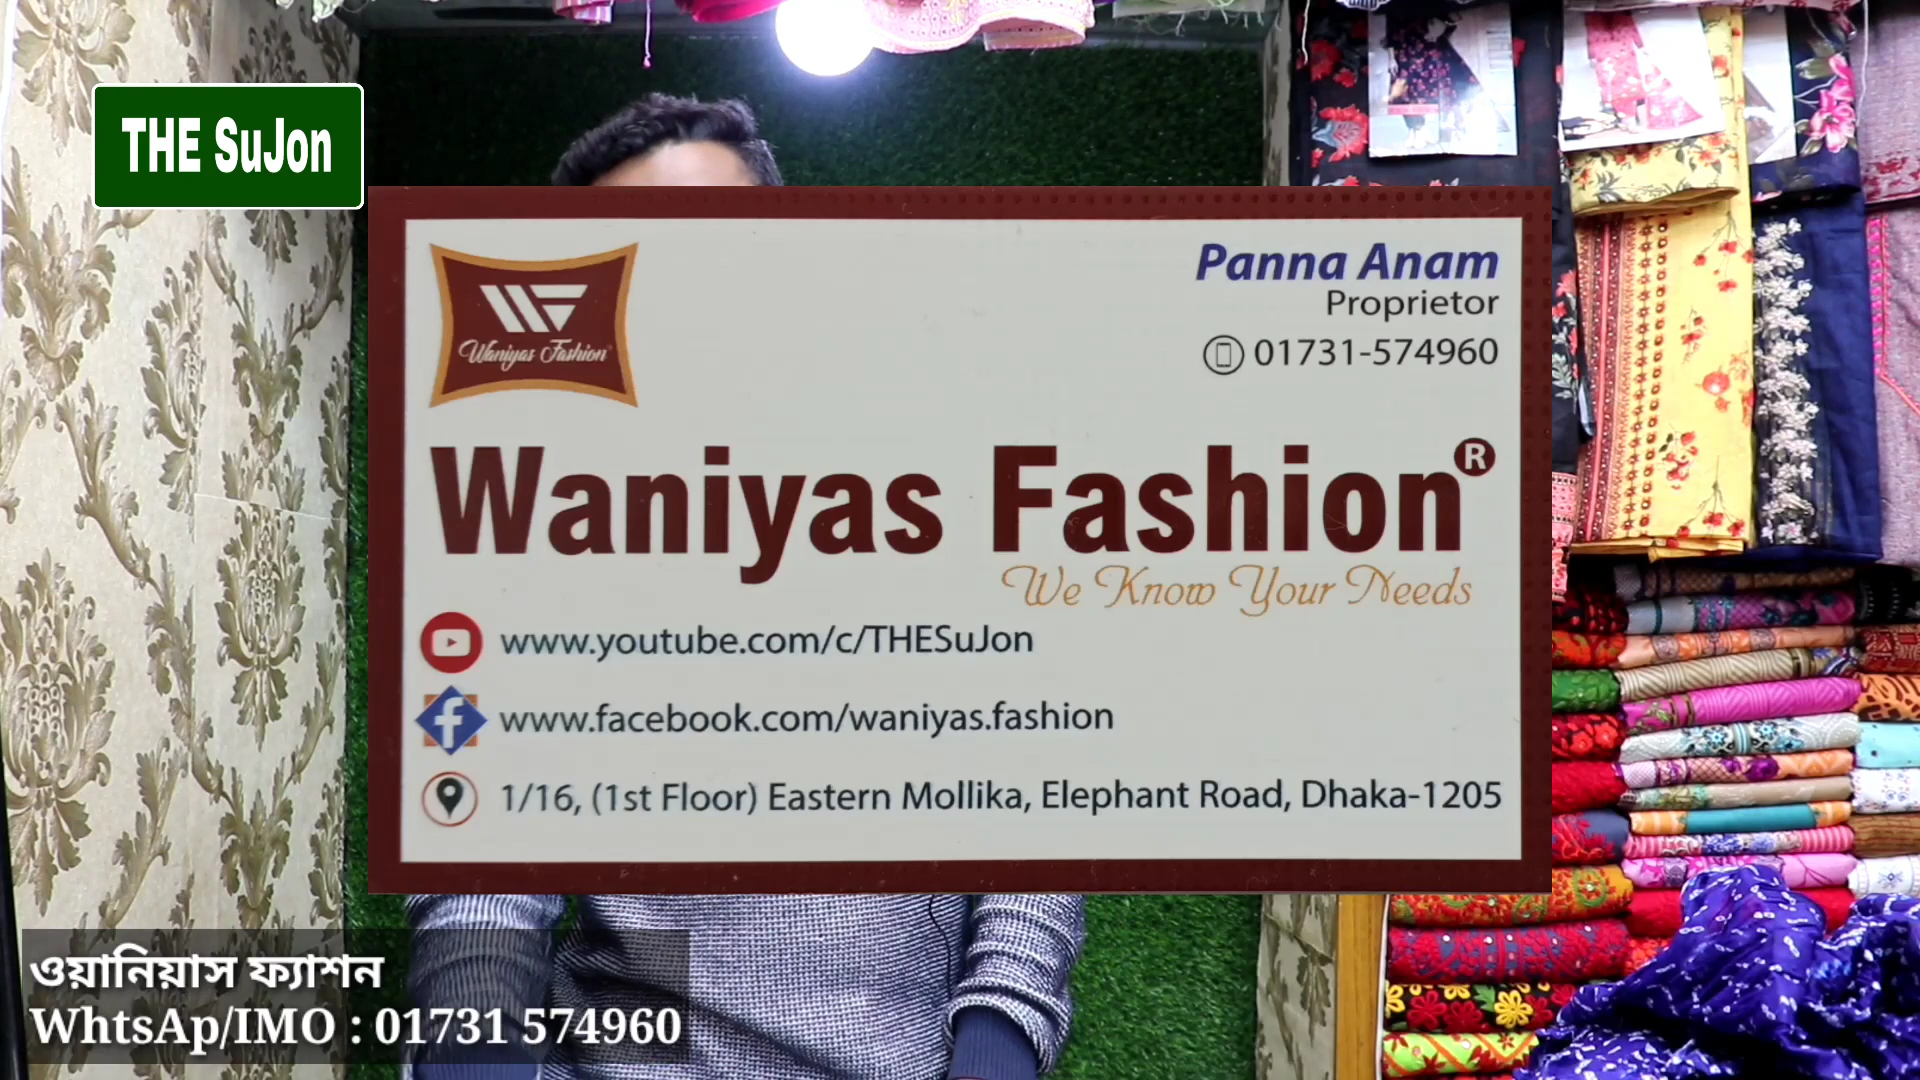 THE SuJon
Waniyas Fashion
Panna Anam
Proprietor
01731-574960
Waniyas Fashion®
We Know Your Needs
www.youtube.com/c/THESuJon
www.facebook.com/waniyas.fashion
1/16, (1st Floor) Eastern Mollika, Elephant Road, Dhaka-1205
ওয়ানিয়াস ফ্যাশন
WhtsAp/IMO : 01731 574960